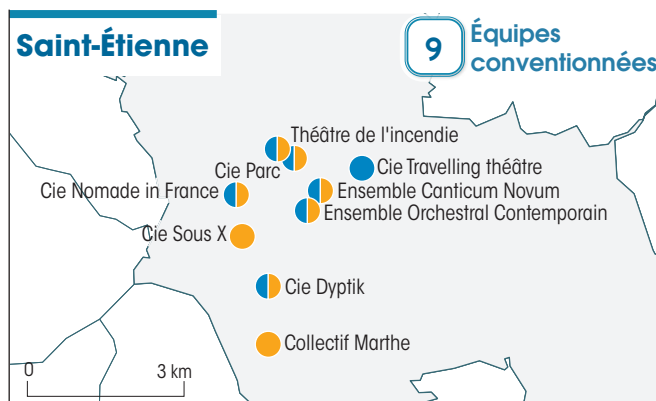 Saint-Étienne
9
Équipes
conventionnées
Théâtre de l'incendie
Cie Parc
Cie Travelling théâtre
Cie Nomade in France
Ensemble Canticum Novum
Ensemble Orchestral Contemporain
Cie Sous X
Cie Dyptik
Collectif Marthe
0
3 km